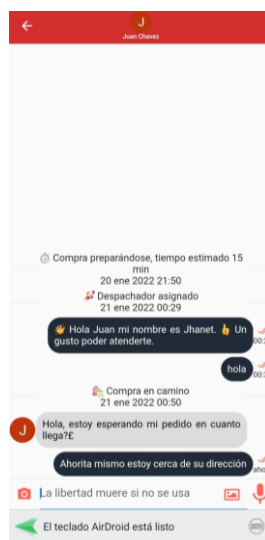 J
Juan Chavez
Compra preparándose, tiempo estimado 15
min
20 ene 2022 21:50
Despachador asignado
21 ene 2022 00:29
Hola Juan mi nombre es Jhanet. Un
gusto poder atenderte.
hola
Compra en camino
21 ene 2022 00:50
J
Hola, estoy esperando mi pedido en cuanto
llega?£
Ahorita mismo estoy cerca de su dirección
La libertad muere si no se usa
El teclado AirDroid está listo